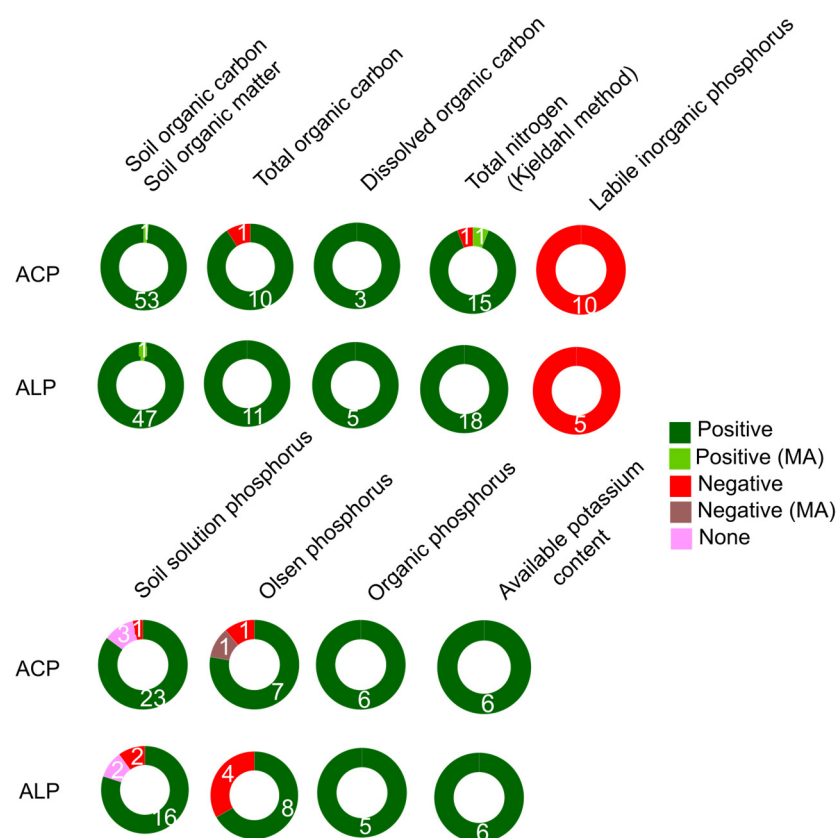 Soil organic carbon
Soil organic matter
Total organic carbon
Dissolved organic carbon
Total nitrogen
(Kjeldahl method)
Labile inorganic phosphorus
ACP
1
53
1
10
3
1
1
15
10
ALP
1
47
11
5
18
5
Positive
Positive (MA)
Negative
Negative (MA)
None
Soil solution phosphorus
Olsen phosphorus
Organic phosphorus
Available potassium
content
ACP
3
1
23
1
1
7
6
6
ALP
2
2
16
4
8
5
6